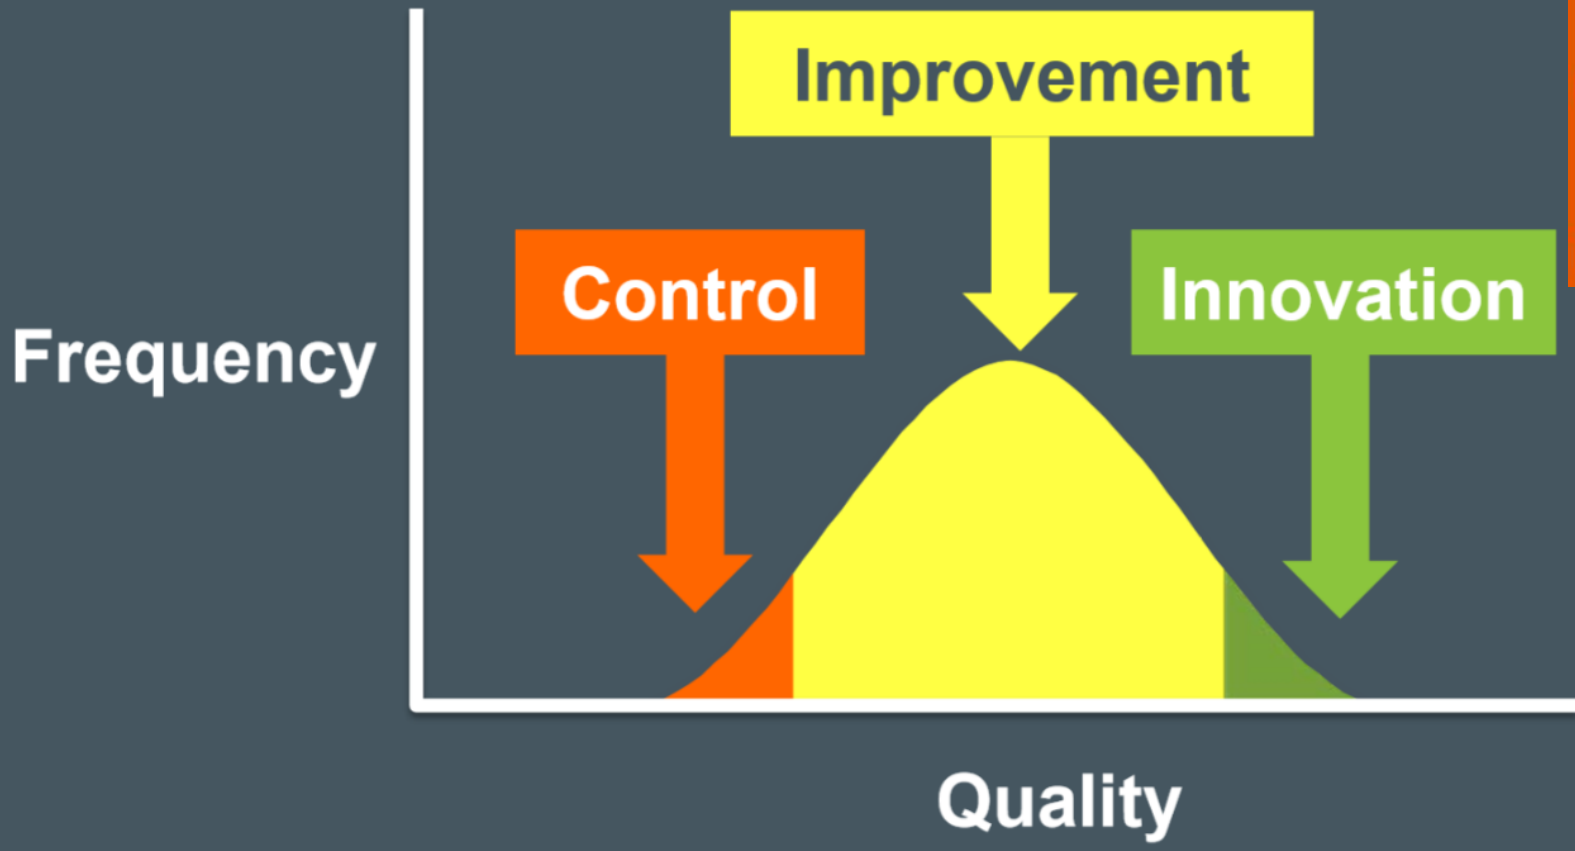 Improvement
Control
Innovation
Frequency
Quality